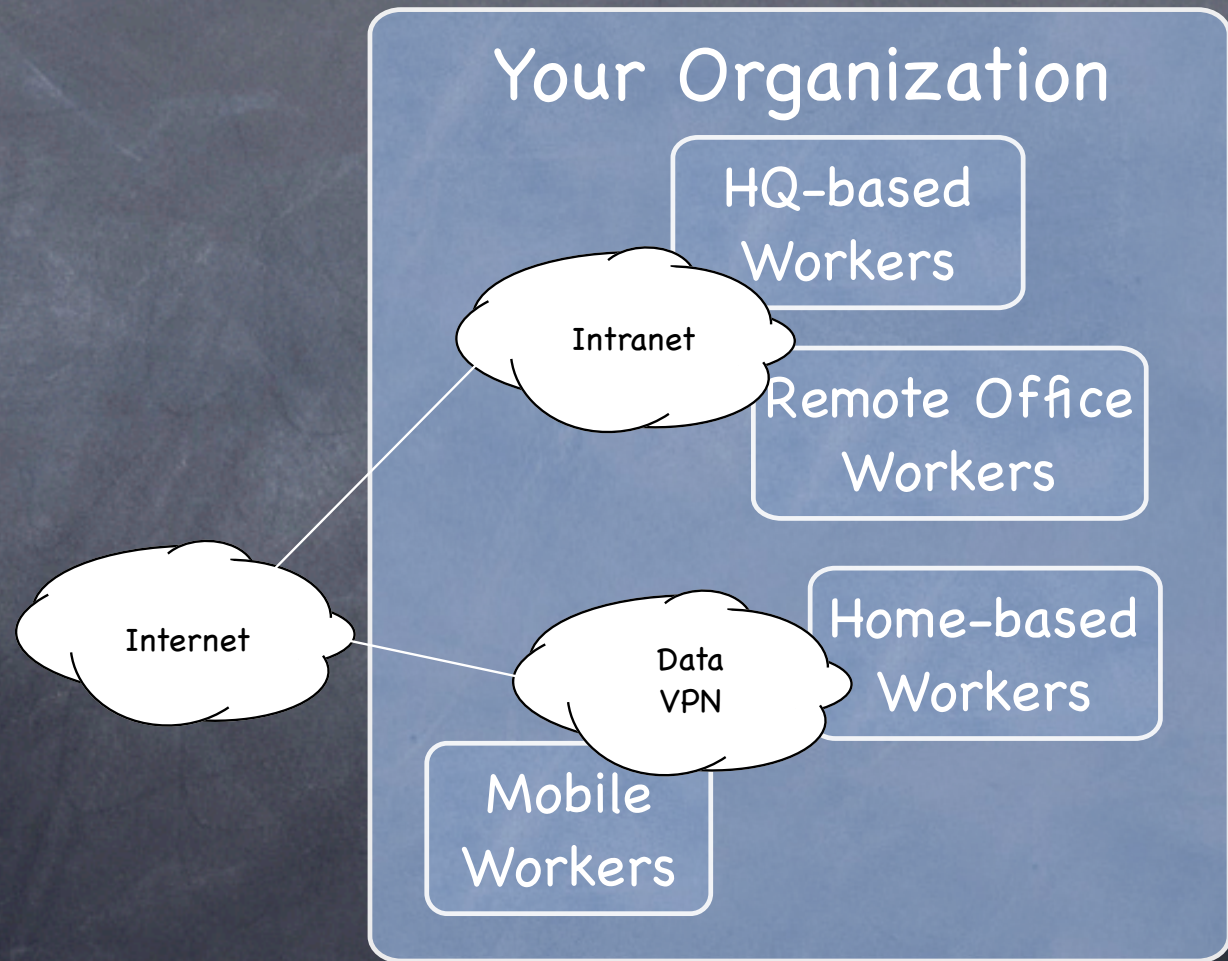 Your Organization
HQ-based
Workers
Intranet
Remote Office
Workers
Internet
Data
VPN
Home-based
Workers
Mobile
Workers